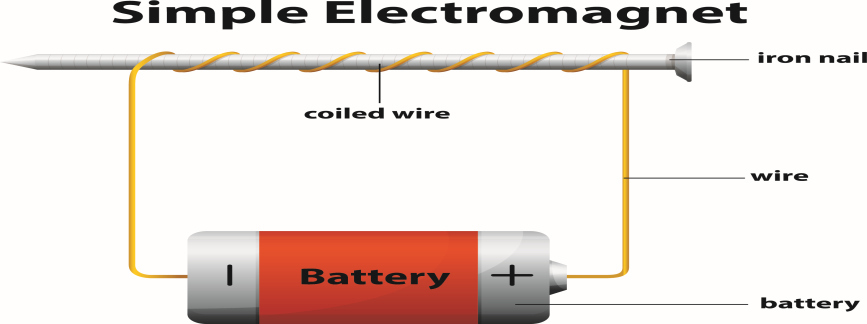 Simple Electromagnet
iron nail
coiled wire
wire
− Battery +
battery